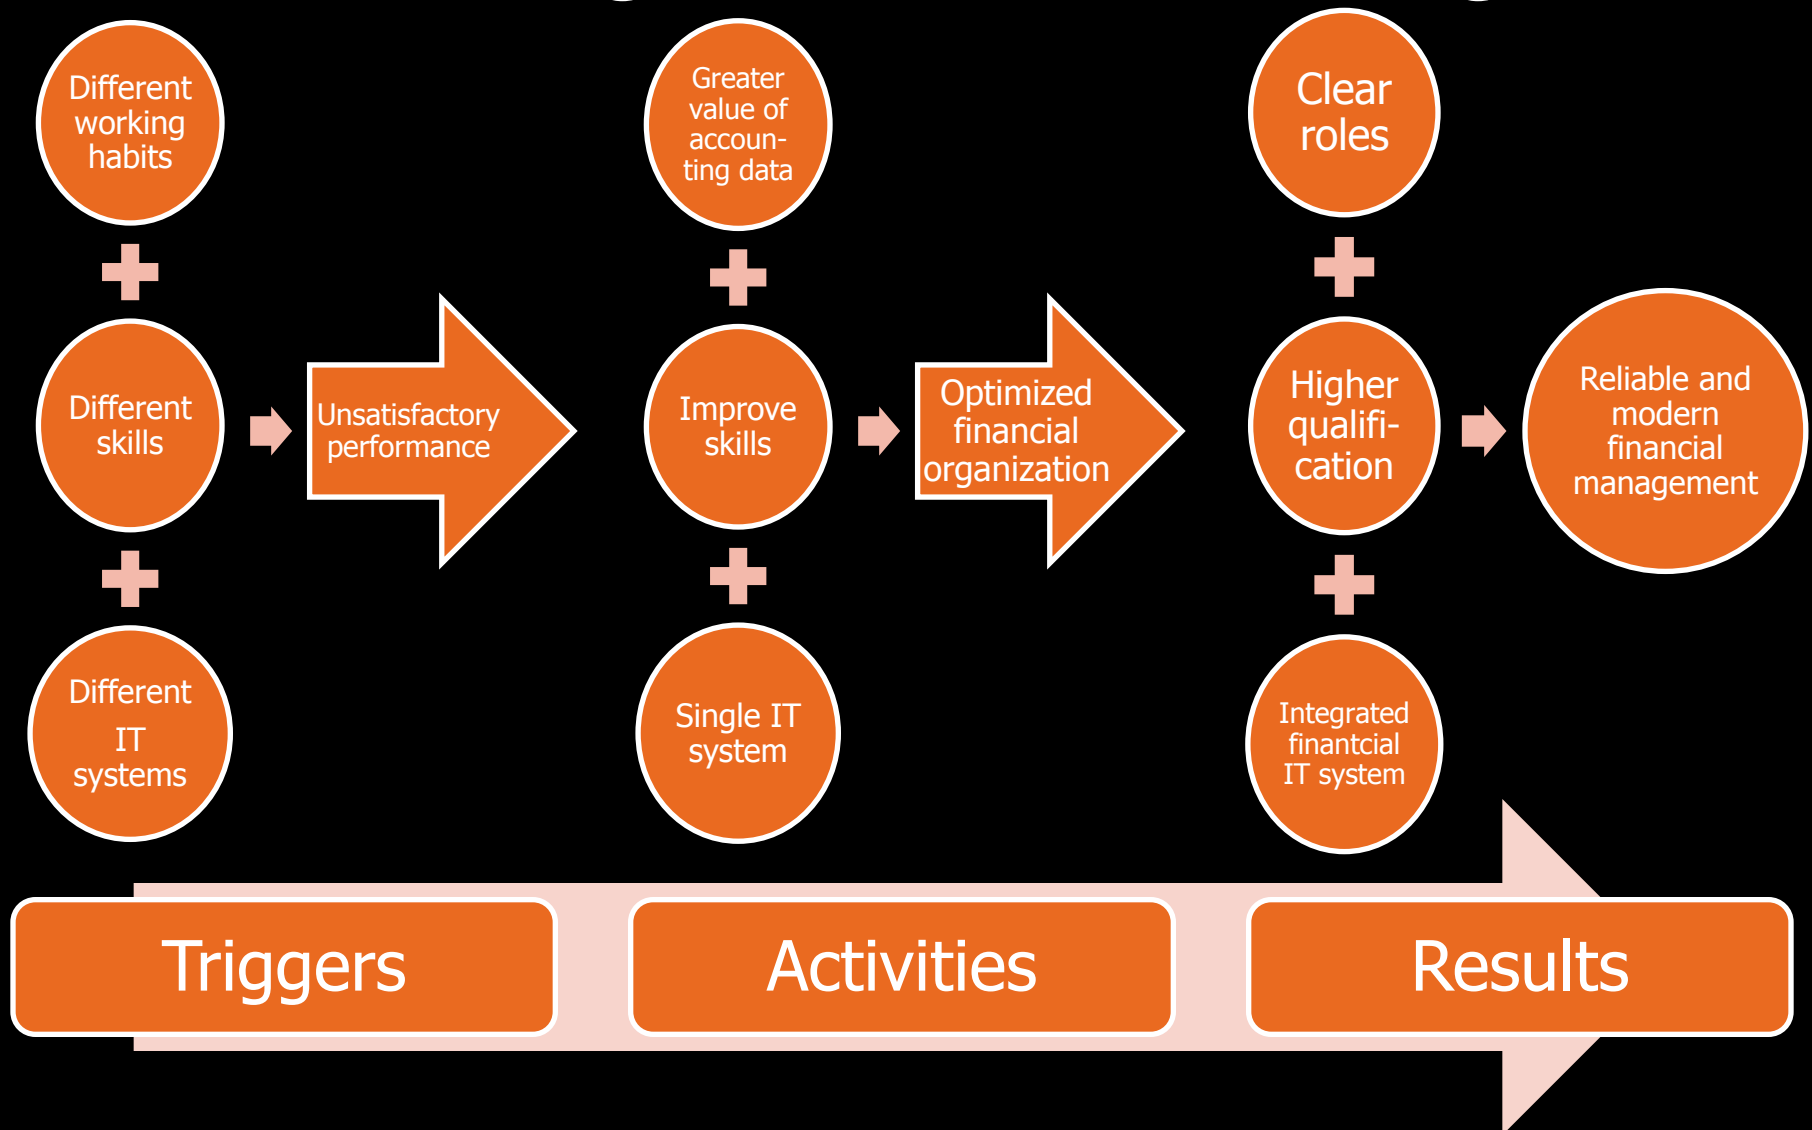 Different
working
habits
Different
skills
Different
IT
systems
Unsatisfactory
performance
Greater
value of
accoun-
ting data
Improve
skills
Single IT
system
Optimized
financial
organization
Clear
roles
Higher
qualifi-
cation
Integrated
finantcial
IT system
Reliable and
modern
financial
management
Triggers
Activities
Results